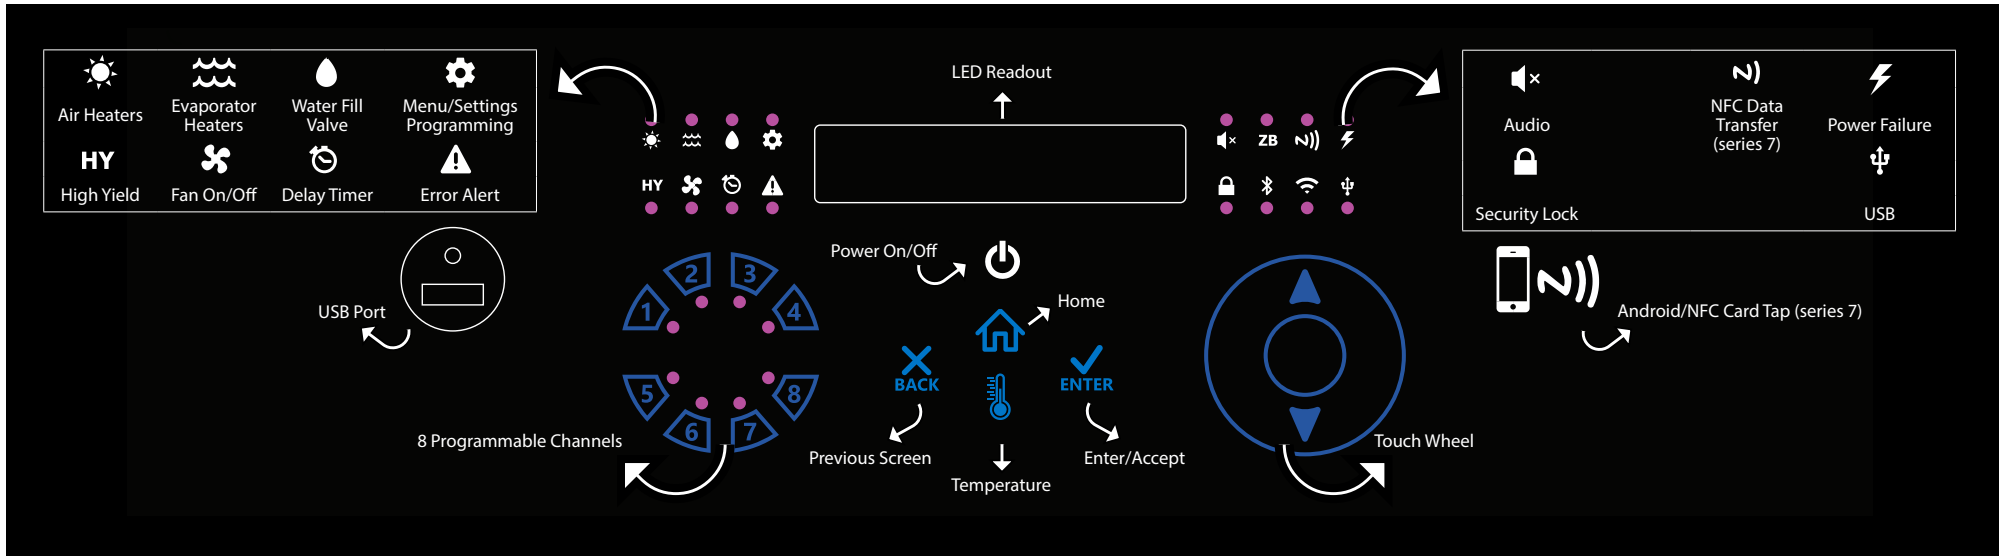 Air Heaters
Evaporator
Heaters
Water Fill
Valve
Menu/Settings
Programming
HY
High Yield
Fan On/Off
Delay Timer
Error Alert
HY
LED Readout
ZB
Audio
NFC Data
Transfer
(series 7)
Power Failure
Security Lock
USB
USB Port
Power On/Off
Home
Android/NFC Card Tap (series 7)
1
2
3
4
5
6
7
8
BACK
ENTER
8 Programmable Channels
Previous Screen
Temperature
Enter/Accept
Touch Wheel